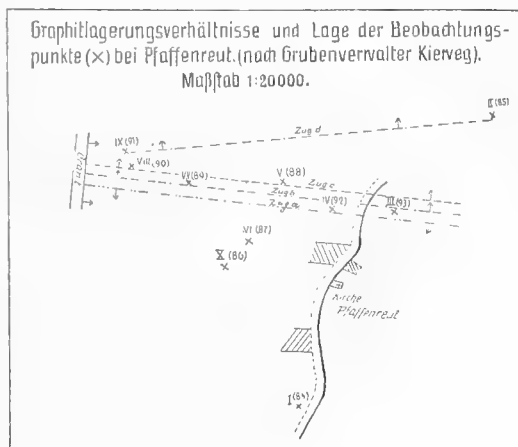 Graphitlagerungsverhältnisse und Lage der Beobachtungs-
punkte (×) bei Pfaffenreut. (nach Grubenverwalter Kierweg).
Maßstab 1:20000.
II (85)
Zug d
IX (91)
VIII (90)
Granit
VII (89)
V (88)
Zug c
Zug b
Zug a
IV (92)
III (93)
VI (87)
X (86)
Kirche
Pfaffenreut
I (84)